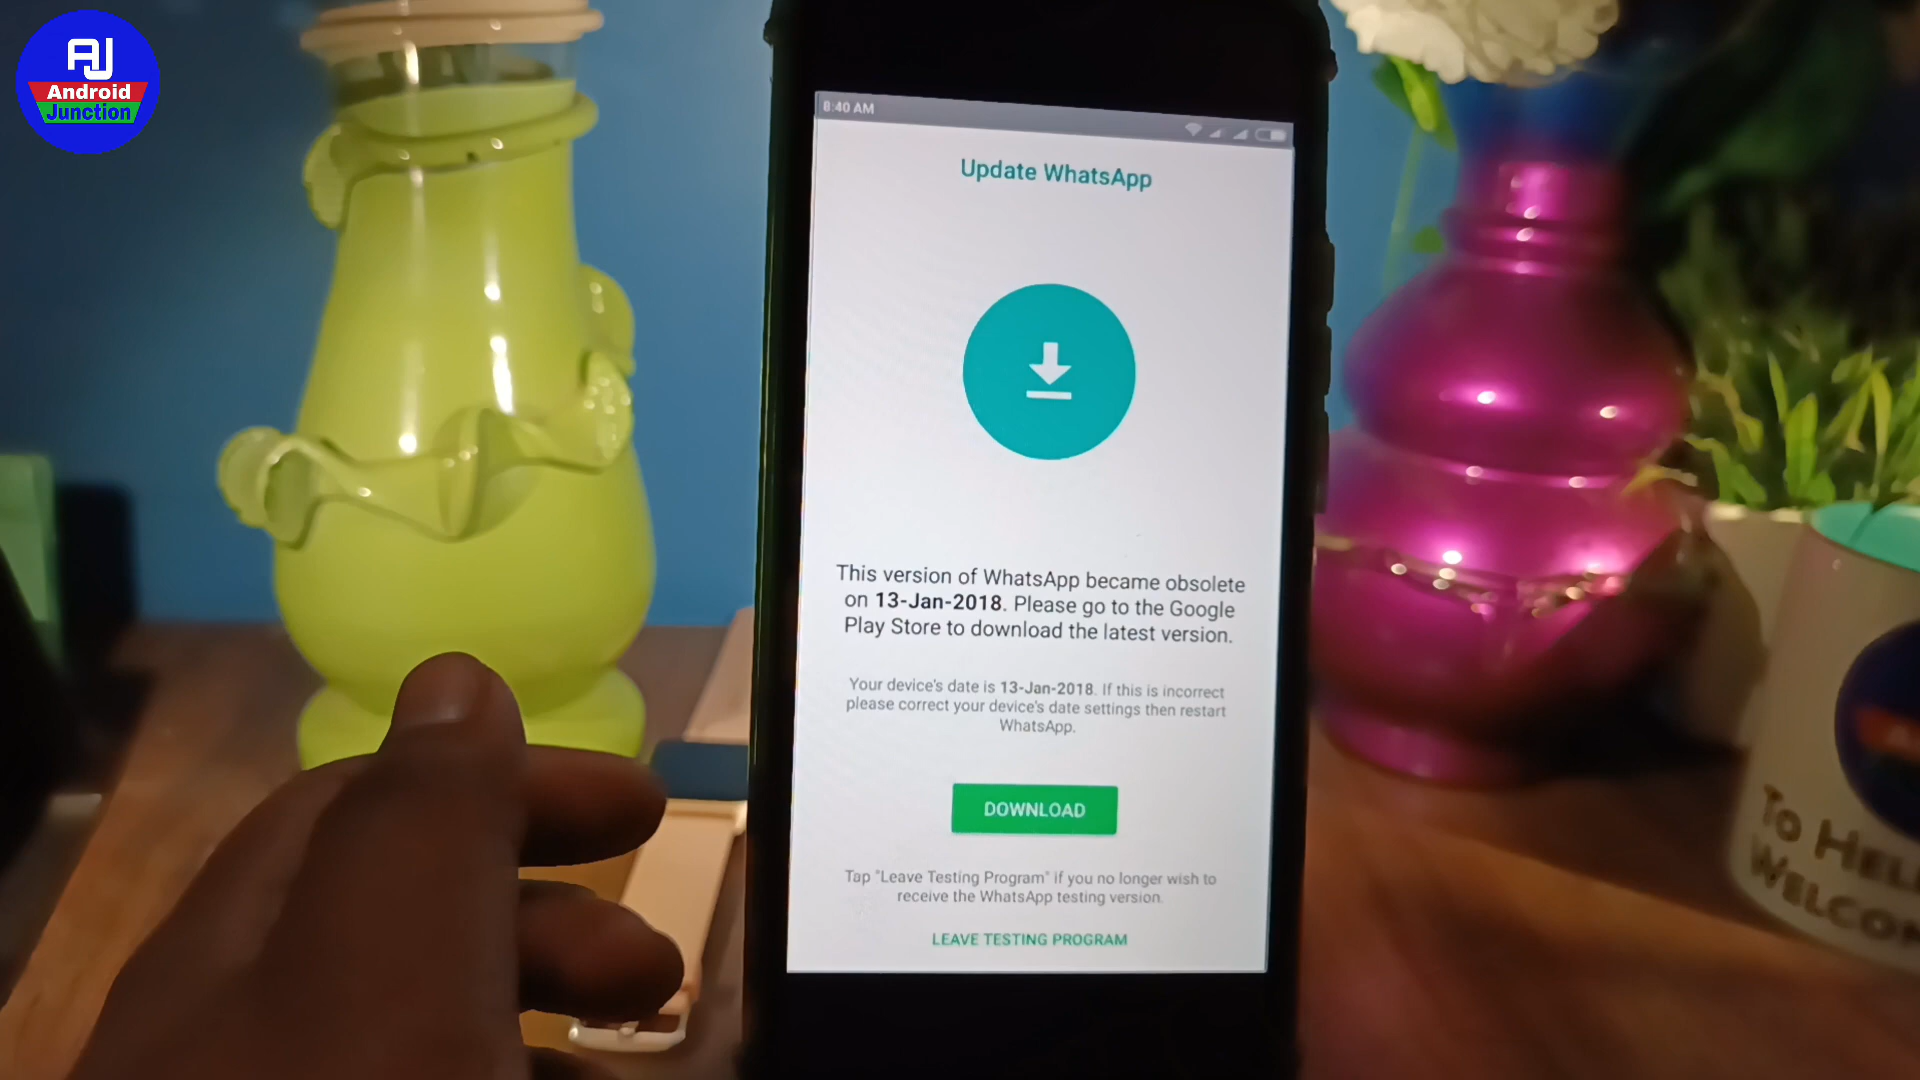 AJ
Android
Junction
8:40 AM
Update WhatsApp
This version of WhatsApp became obsolete
on 13-Jan-2018. Please go to the Google
Play Store to download the latest version.
Your device's date is 13-Jan-2018. If this is incorrect
please correct your device's date settings then restart
WhatsApp.
DOWNLOAD
Tap "Leave Testing Program" if you no longer wish to
receive the WhatsApp testing version.
LEAVE TESTING PROGRAM
To